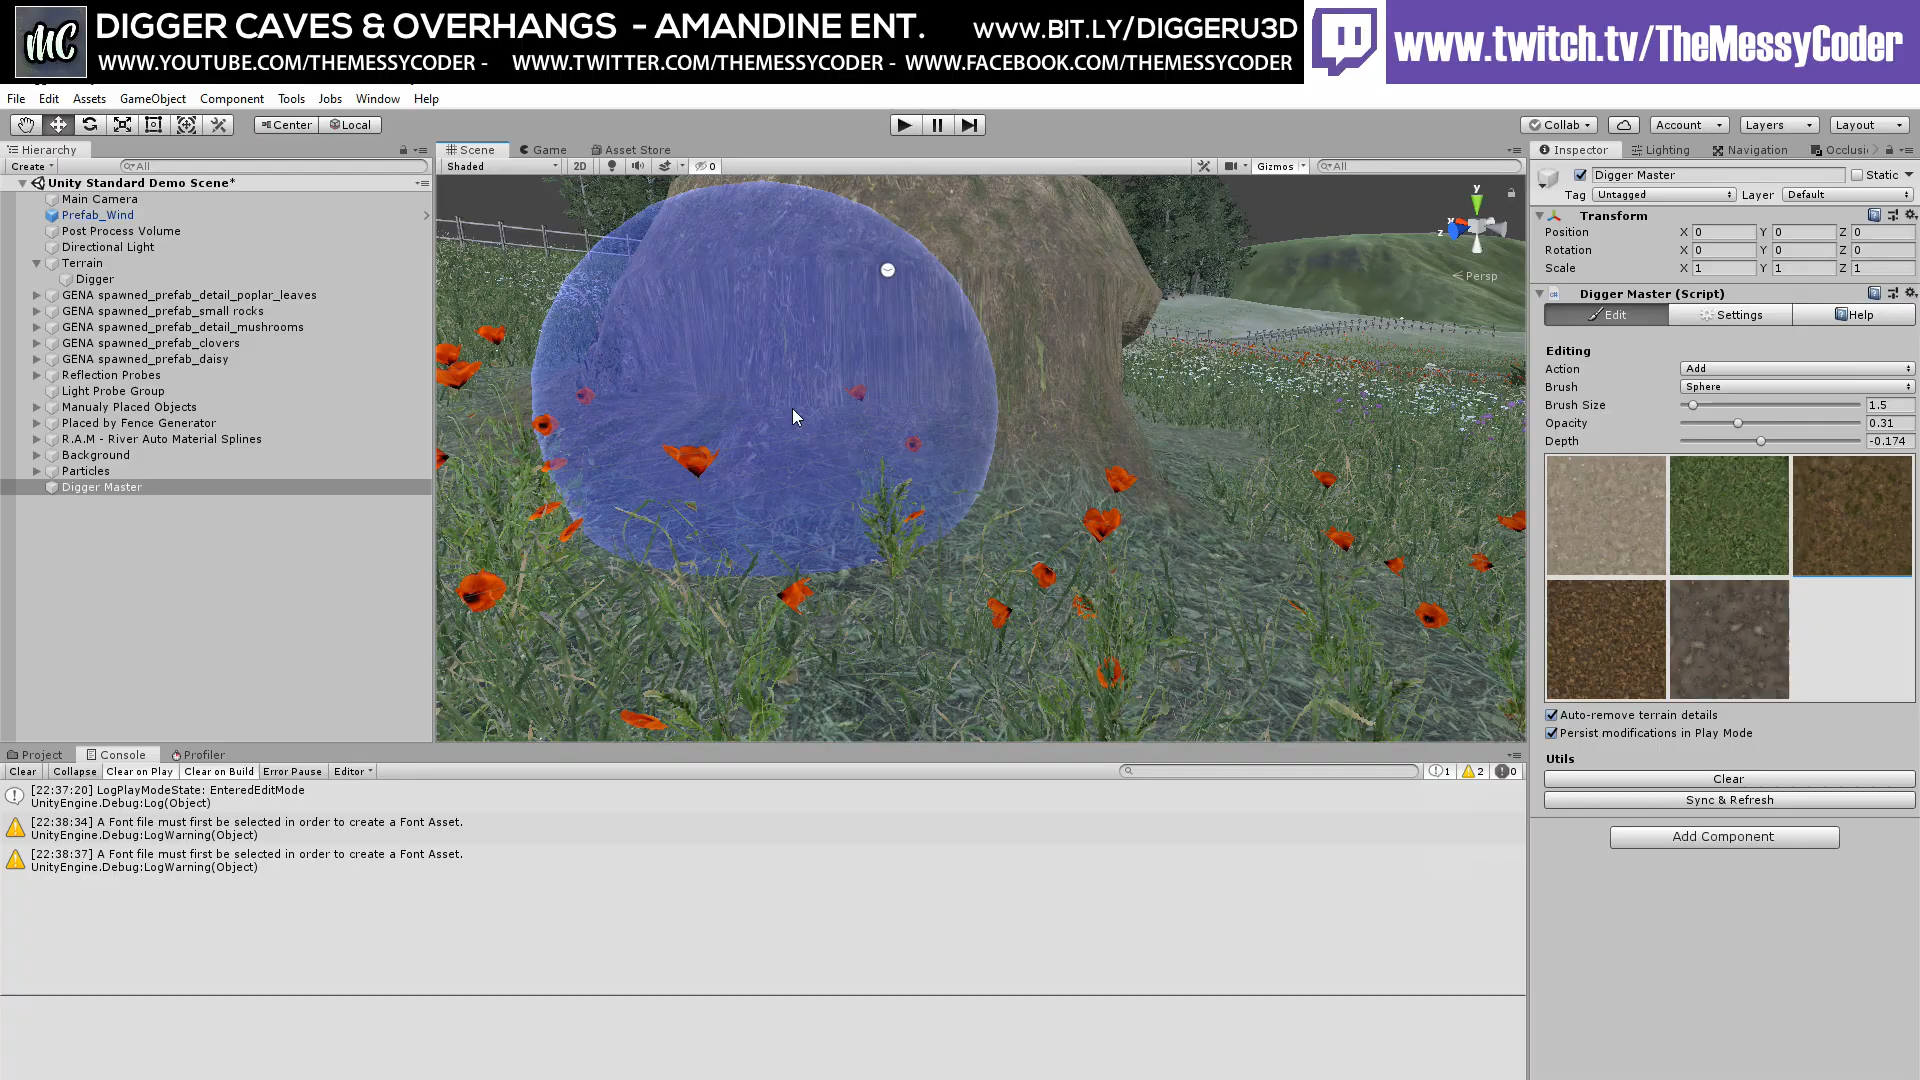 MC
DIGGER CAVES & OVERHANGS - AMANDINE ENT. WWW.BIT.LY/DIGGERU3D
WWW.YOUTUBE.COM/THEMESSYCODER - WWW.TWITTER.COM/THEMESSYCODER - WWW.FACEBOOK.COM/THEMESSYCODER
www.twitch.tv/TheMessyCoder
File Edit Assets GameObject Component Tools Jobs Window Help
Center Local
Collab Account Layers Layout
Hierarchy
Create All
Unity Standard Demo Scene*
Main Camera
Prefab_Wind
Post Process Volume
Directional Light
Terrain
Digger
GENA spawned_prefab_detail_poplar_leaves
GENA spawned_prefab_small rocks
GENA spawned_prefab_detail_mushrooms
GENA spawned_prefab_clovers
GENA spawned_prefab_daisy
Reflection Probes
Light Probe Group
Manualy Placed Objects
Placed by Fence Generator
R.A.M - River Auto Material Splines
Background
Particles
Digger Master
Scene Game Asset Store
Shaded 2D 0 Gizmos All
y
x
z
Persp
Inspector Lighting Navigation Occlusi
Digger Master Static
Tag Untagged Layer Default
Transform
Position X 0 Y 0 Z 0
Rotation X 0 Y 0 Z 0
Scale X 1 Y 1 Z 1
Digger Master (Script)
Edit Settings Help
Editing
Action Add
Brush Sphere
Brush Size 1.5
Opacity 0.31
Depth -0.174
Auto-remove terrain details
Persist modifications in Play Mode
Utils
Clear
Sync & Refresh
Add Component
Project Console Profiler
Clear Collapse Clear on Play Clear on Build Error Pause Editor 1 2 0
[22:37:20] LogPlayModeState: EnteredEditMode
UnityEngine.Debug:Log(Object)
[22:38:34] A Font file must first be selected in order to create a Font Asset.
UnityEngine.Debug:LogWarning(Object)
[22:38:37] A Font file must first be selected in order to create a Font Asset.
UnityEngine.Debug:LogWarning(Object)